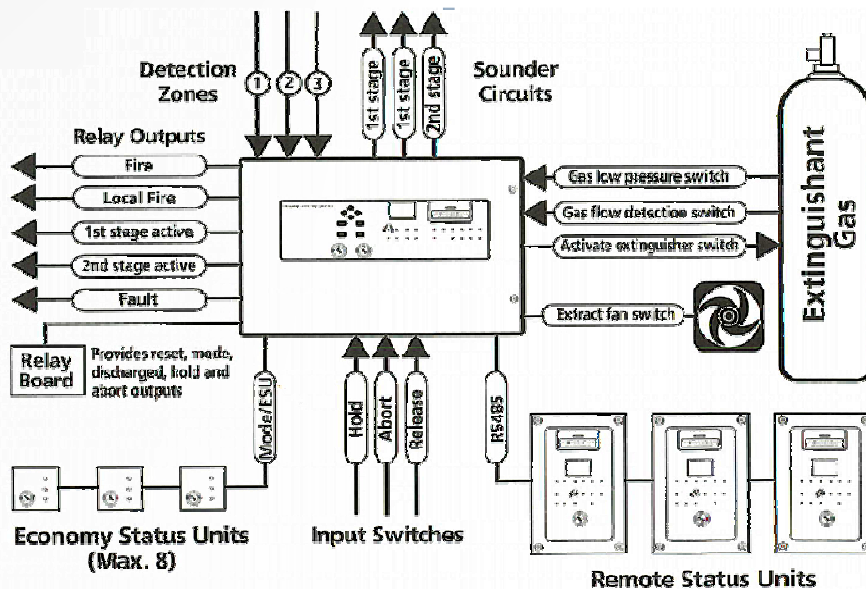 Detection
Zones
1
2
3
1st stage
1st stage
2nd stage
Sounder
Circuits
Relay Outputs
Fire
Local Fire
1st stage active
2nd stage active
Fault
Gas low pressure switch
Gas flow detection switch
Activate extinguisher switch
Extract fan switch
Extinguishant
Gas
Relay
Board
Provides reset, mode,
discharged, hold and
abort outputs
Mode/ESU
Hold
Abort
Release
RS485
Economy Status Units
(Max. 8)
Input Switches
Remote Status Units